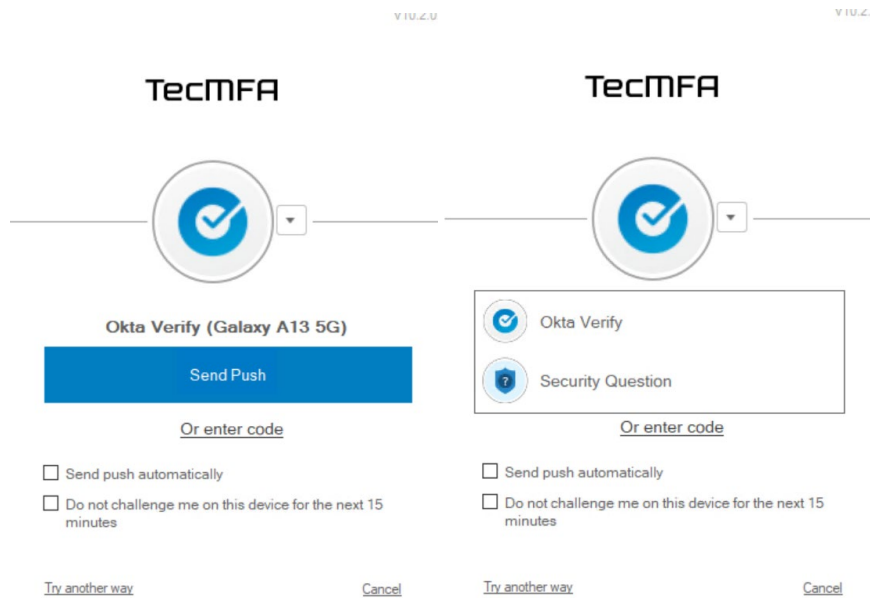 V10.2.0
TecMFA
Okta Verify (Galaxy A13 5G)
Send Push
Or enter code
Send push automatically
Do not challenge me on this device for the next 15
minutes
Try another way
Cancel
V10.2.
TecMFA
Okta Verify
?
Security Question
Or enter code
Send push automatically
Do not challenge me on this device for the next 15
minutes
Try another way
Cancel